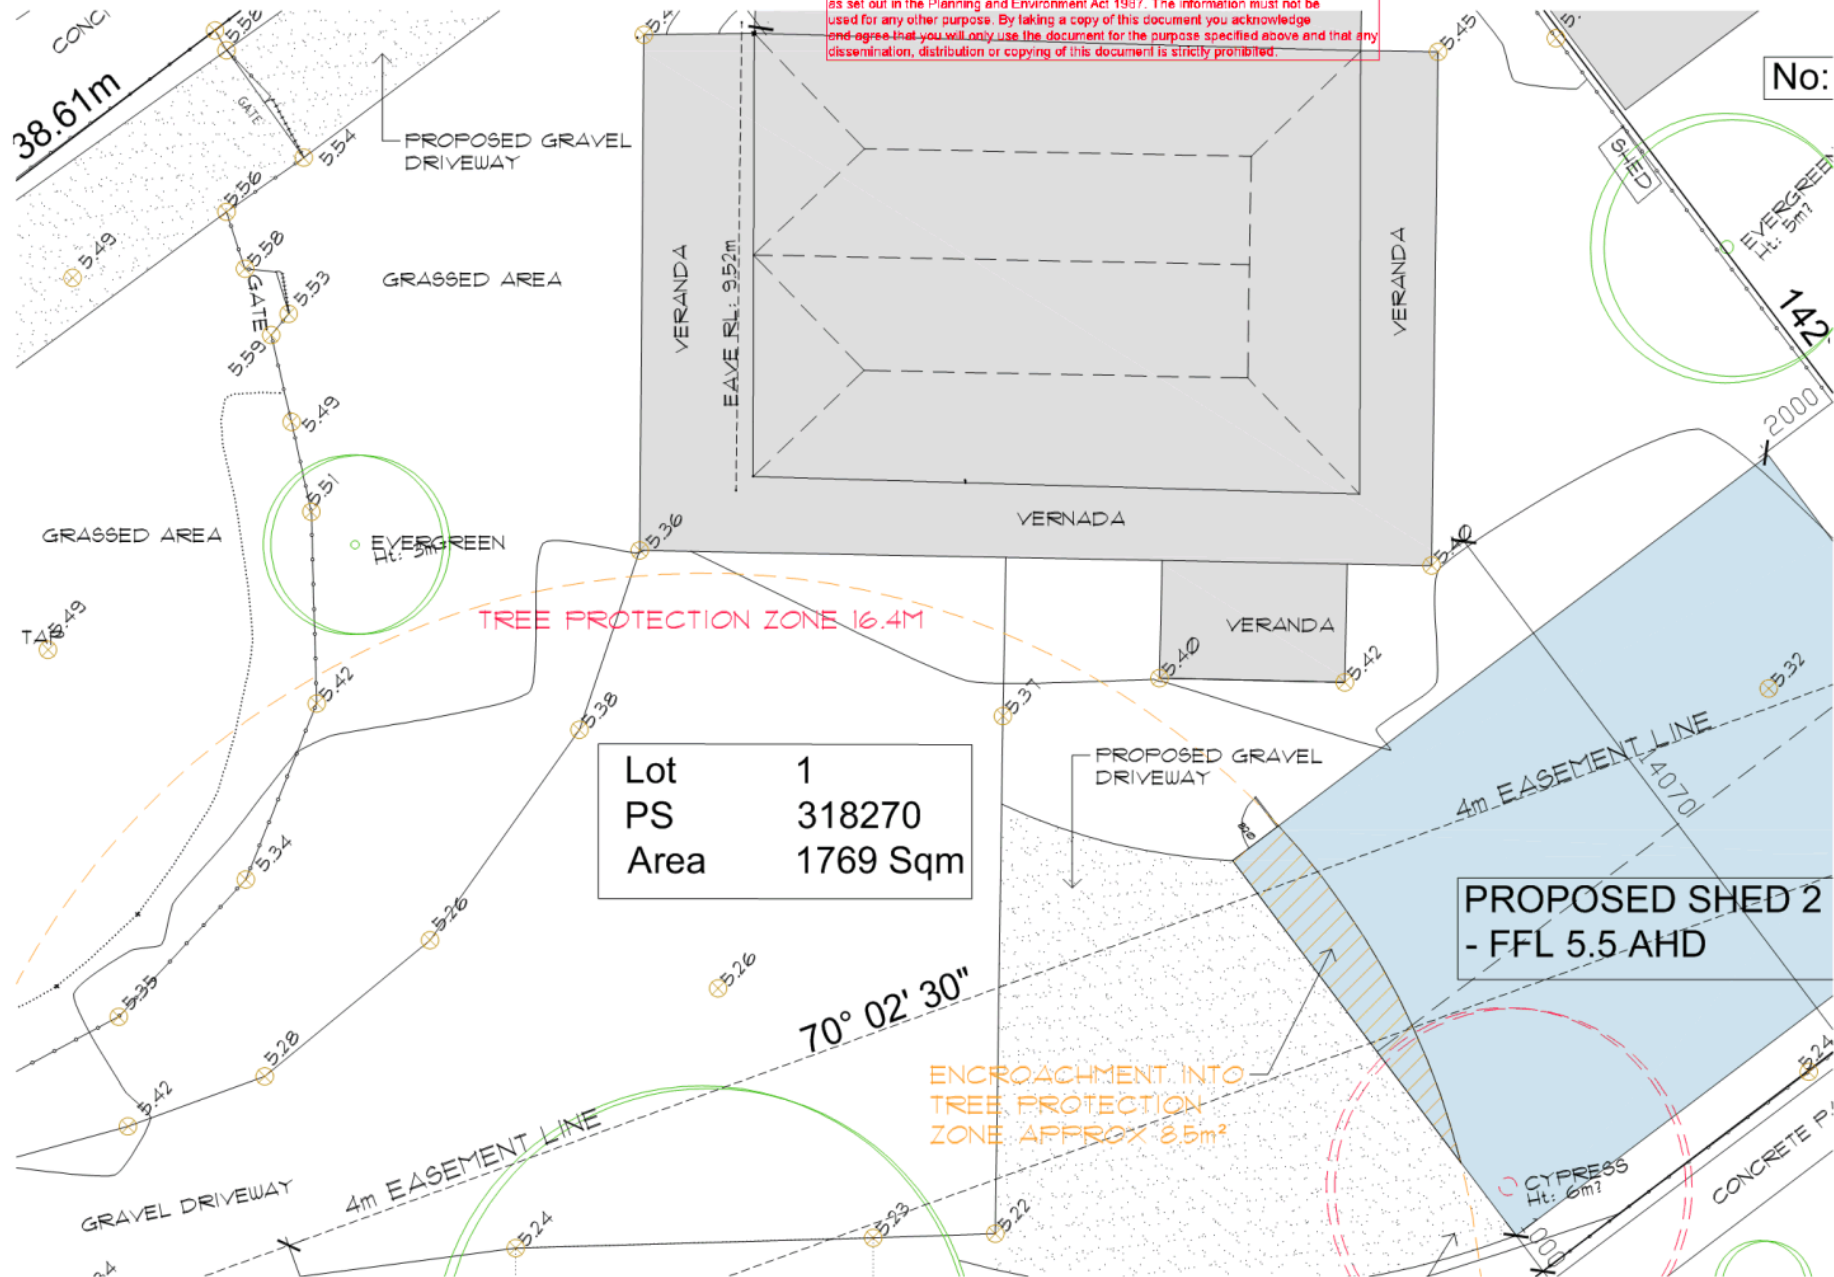 as set out in the Planning and Environment Act 1987. The information must not be
used for any other purpose. By taking a copy of this document you acknowledge
and agree that you will only use the document for the purpose specified above and that any
dissemination, distribution or copying of this document is strictly prohibited.
5.58
5.45
No:
38.61m
GATE
PROPOSED GRAVEL
DRIVEWAY
5.54
SHED
5.56
EVERGREEN
Ht: 5m?
5.49
5.58
GATE
5.53
GRASSED AREA
VERANDA
EAVE RL: 9.52m
VERANDA
142
5.59
5.49
2000
5.51
GRASSED AREA
EVERGREEN
Ht: 5m
VERNADA
5.36
5.40
5.49
TAP
TREE PROTECTION ZONE 16.4M
VERANDA
5.40
5.42
5.32
5.42
5.38
5.37
4m EASEMENT LINE
14070
Lot 1
PS 318270
Area 1769 Sqm
PROPOSED GRAVEL
DRIVEWAY
820
5.34
PROPOSED SHED 2
- FFL 5.5 AHD
5.26
5.26
70° 02' 30"
5.35
5.28
ENCROACHMENT INTO
TREE PROTECTION
ZONE APPROX 8.5m²
5.24
5.42
4m EASEMENT LINE
GRAVEL DRIVEWAY
CYPRESS
Ht: 6m?
CONCRETE
5.24
5.23
5.22